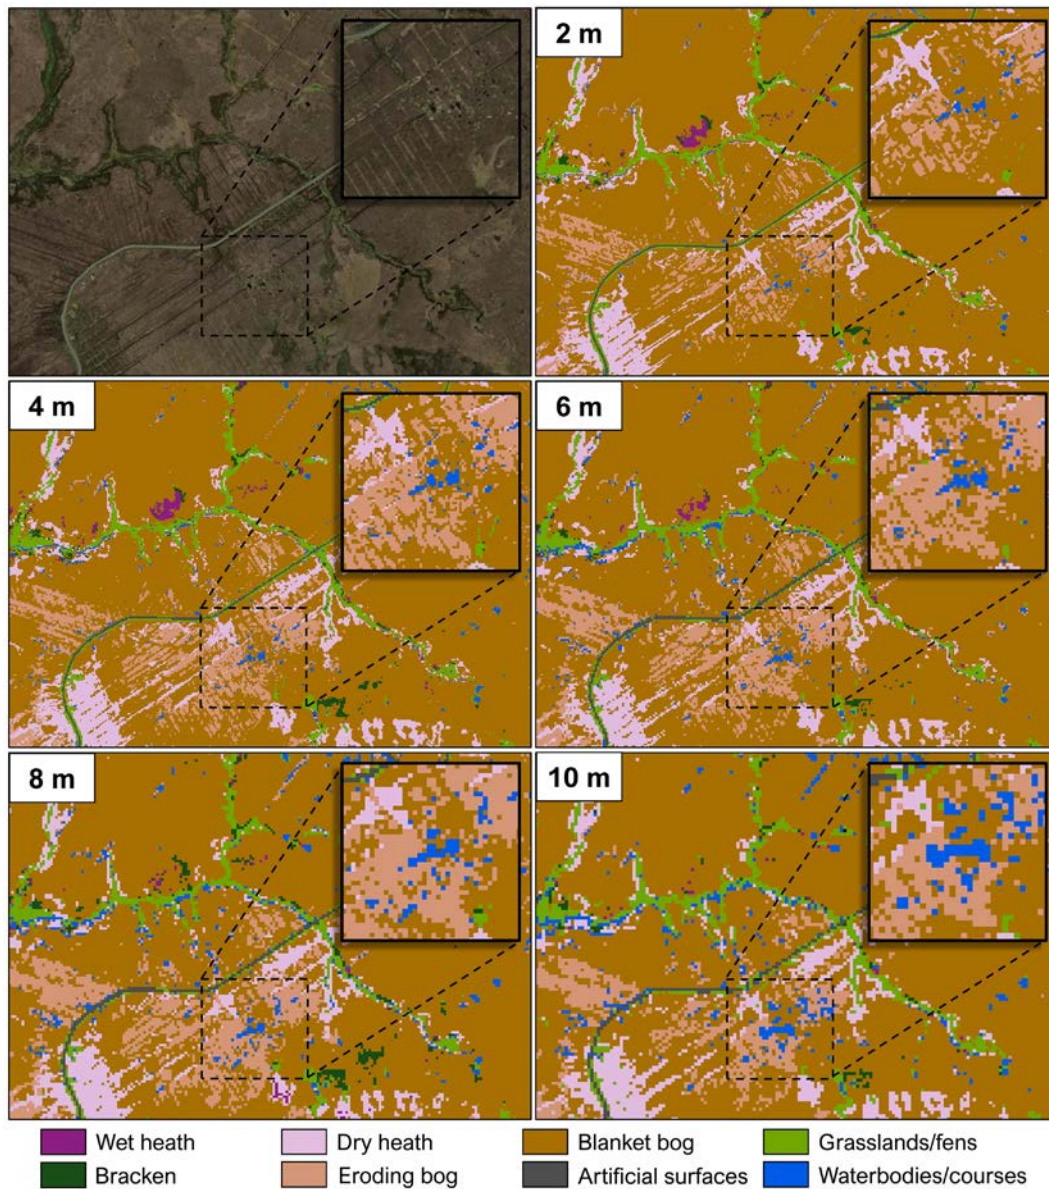 2 m
4 m
6 m
8 m
10 m
Wet heath
Dry heath
Blanket bog
Grasslands/fens
Bracken
Eroding bog
Artificial surfaces
Waterbodies/courses